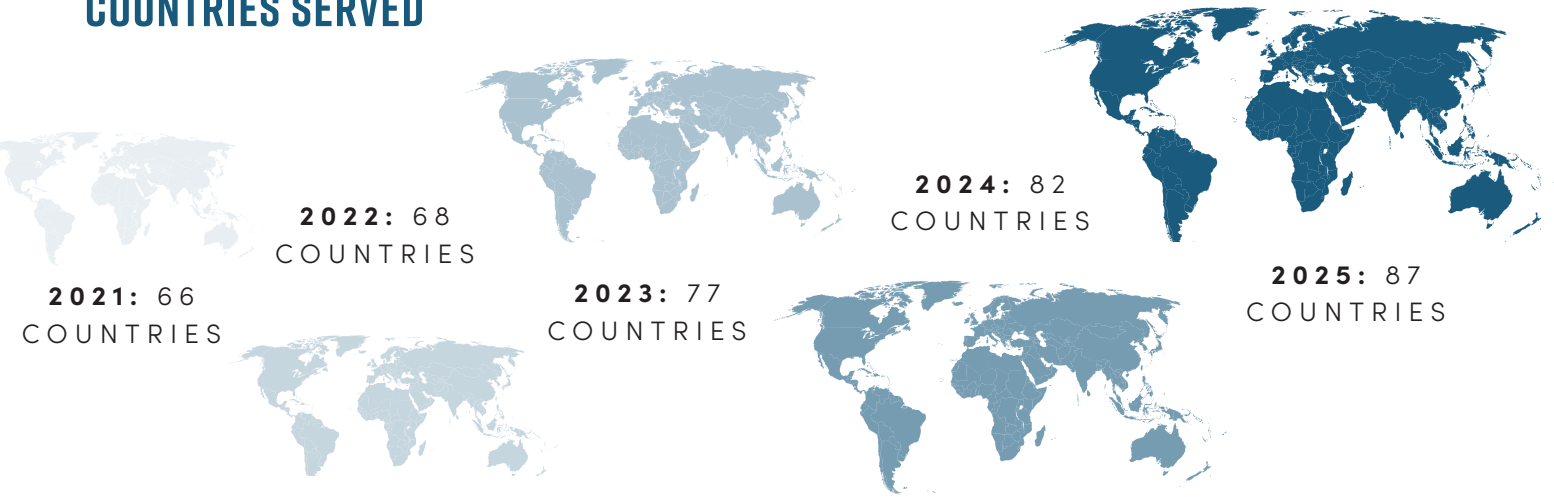 COUNTRIES SERVED
2021: 66
COUNTRIES
2022: 68
COUNTRIES
2023: 77
COUNTRIES
2024: 82
COUNTRIES
2025: 87
COUNTRIES